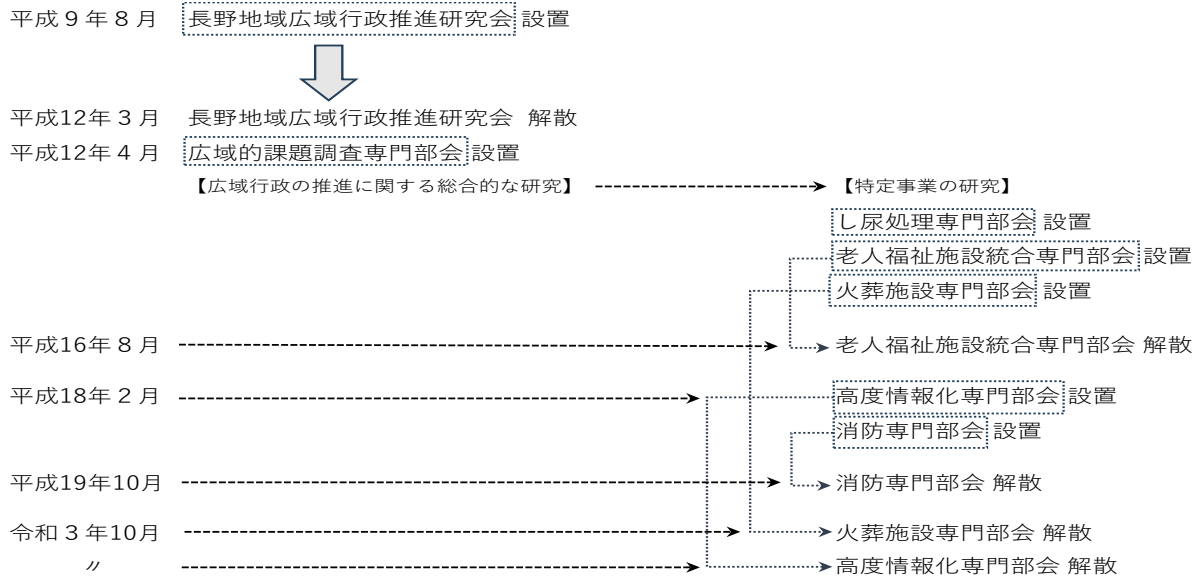 平成９年８月 長野地域広域行政推進研究会 設置
平成12年３月 長野地域広域行政推進研究会 解散
平成12年４月 広域的課題調査専門部会 設置
【広域行政の推進に関する総合的な研究】 【特定事業の研究】
し尿処理専門部会 設置
老人福祉施設統合専門部会 設置
火葬施設専門部会 設置
平成16年８月 老人福祉施設統合専門部会 解散
平成18年２月 高度情報化専門部会 設置
消防専門部会 設置
平成19年10月 消防専門部会 解散
令和３年10月 火葬施設専門部会 解散
〃 高度情報化専門部会 解散